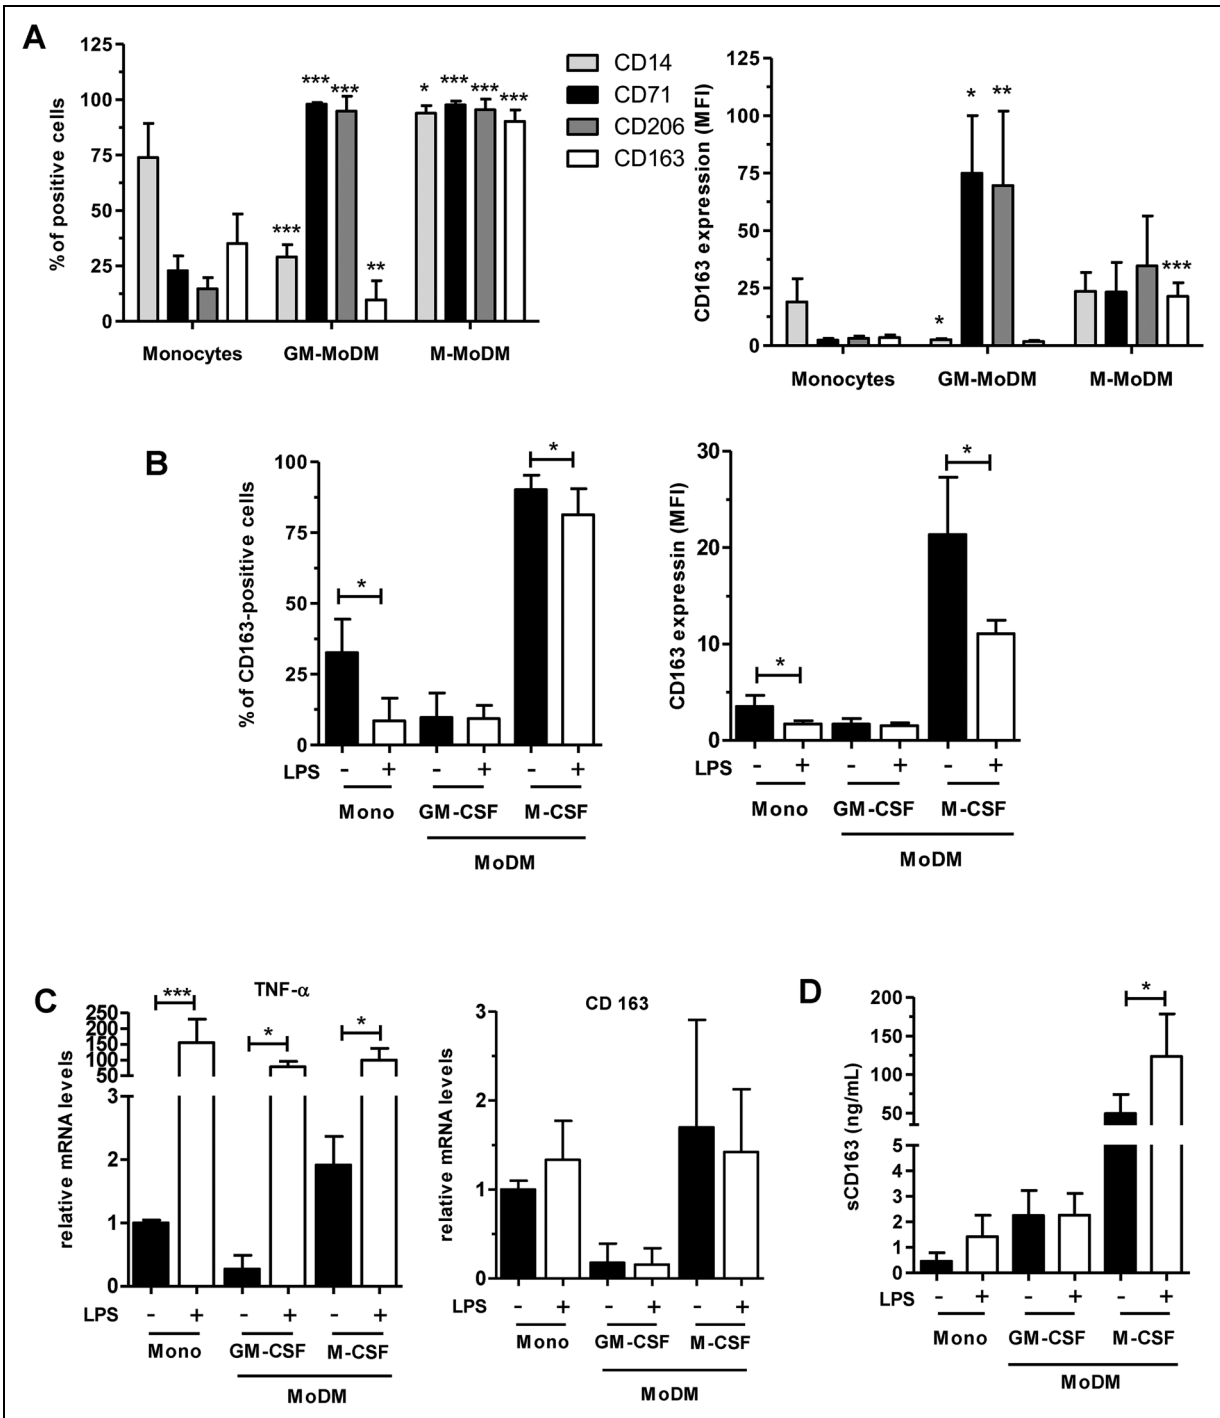 A
% of positive cells
125
100
75
50
25
0
***
***
***
**
*
***
***
***
Monocytes
GM-MoDM
M-MoDM
CD14
CD71
CD206
CD163
CD163 expression (MFI)
125
100
75
50
25
0
*
*
**
***
Monocytes
GM-MoDM
M-MoDM
B
% of CD163-positive cells
100
75
50
25
0
*
*
LPS - + - + - +
Mono GM-CSF M-CSF
MoDM
CD163 expressin (MFI)
30
20
10
0
*
*
LPS - + - + - +
Mono GM-CSF M-CSF
MoDM
C
TNF-α
relative mRNA levels
250
200
150
100
50
3
2
1
0
***
*
*
LPS - + - + - +
Mono GM-CSF M-CSF
MoDM
CD 163
relative mRNA levels
3
2
1
0
LPS - + - + - +
Mono GM-CSF M-CSF
MoDM
D
sCD163 (ng/mL)
200
150
100
50
5
4
3
2
1
0
*
LPS - + - + - +
Mono GM-CSF M-CSF
MoDM